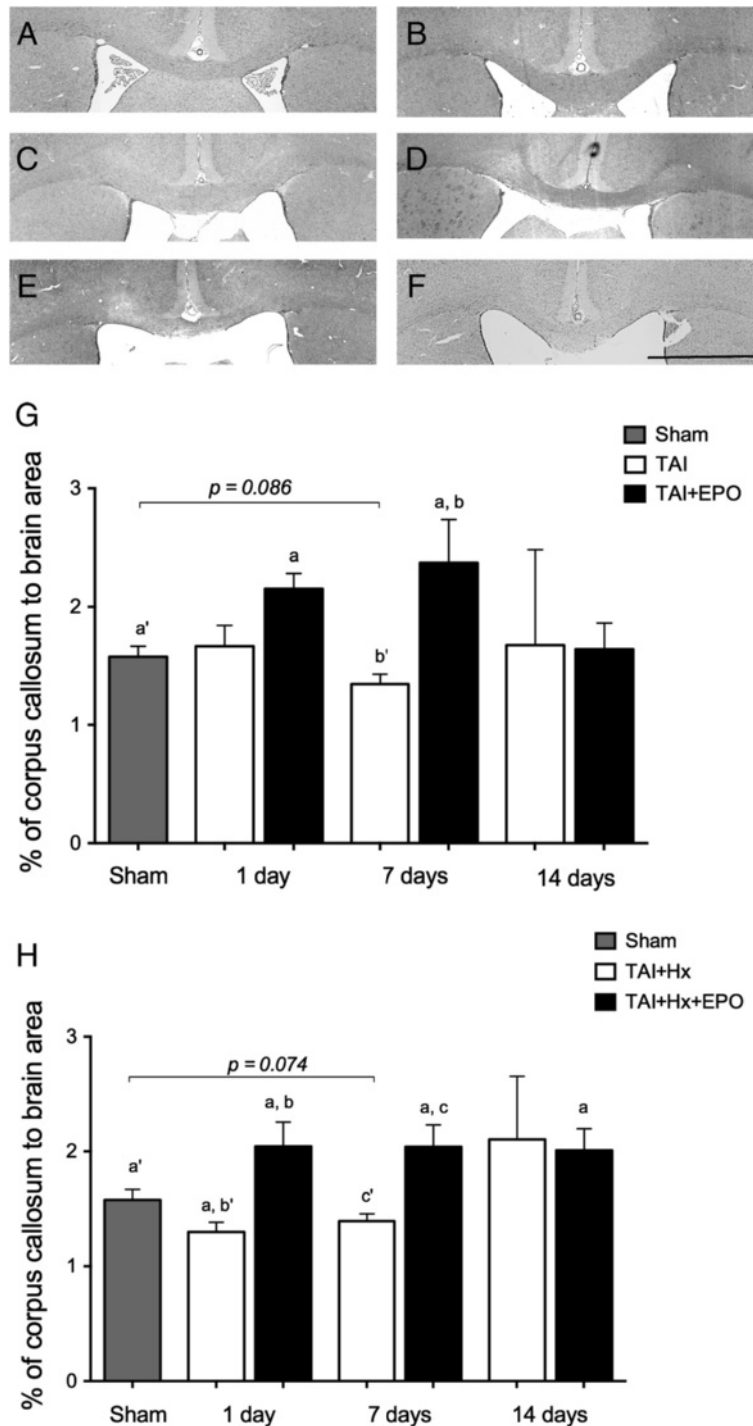 A
B
C
D
E
F
G
Sham
TAI
TAI+EPO
% of corpus callosum to brain area
3
2
1
0
p = 0.086
a'
a
b'
a, b
Sham
1 day
7 days
14 days
H
Sham
TAI+Hx
TAI+Hx+EPO
% of corpus callosum to brain area
3
2
1
0
p = 0.074
a'
a, b'
a, b
c'
a, c
a
Sham
1 day
7 days
14 days